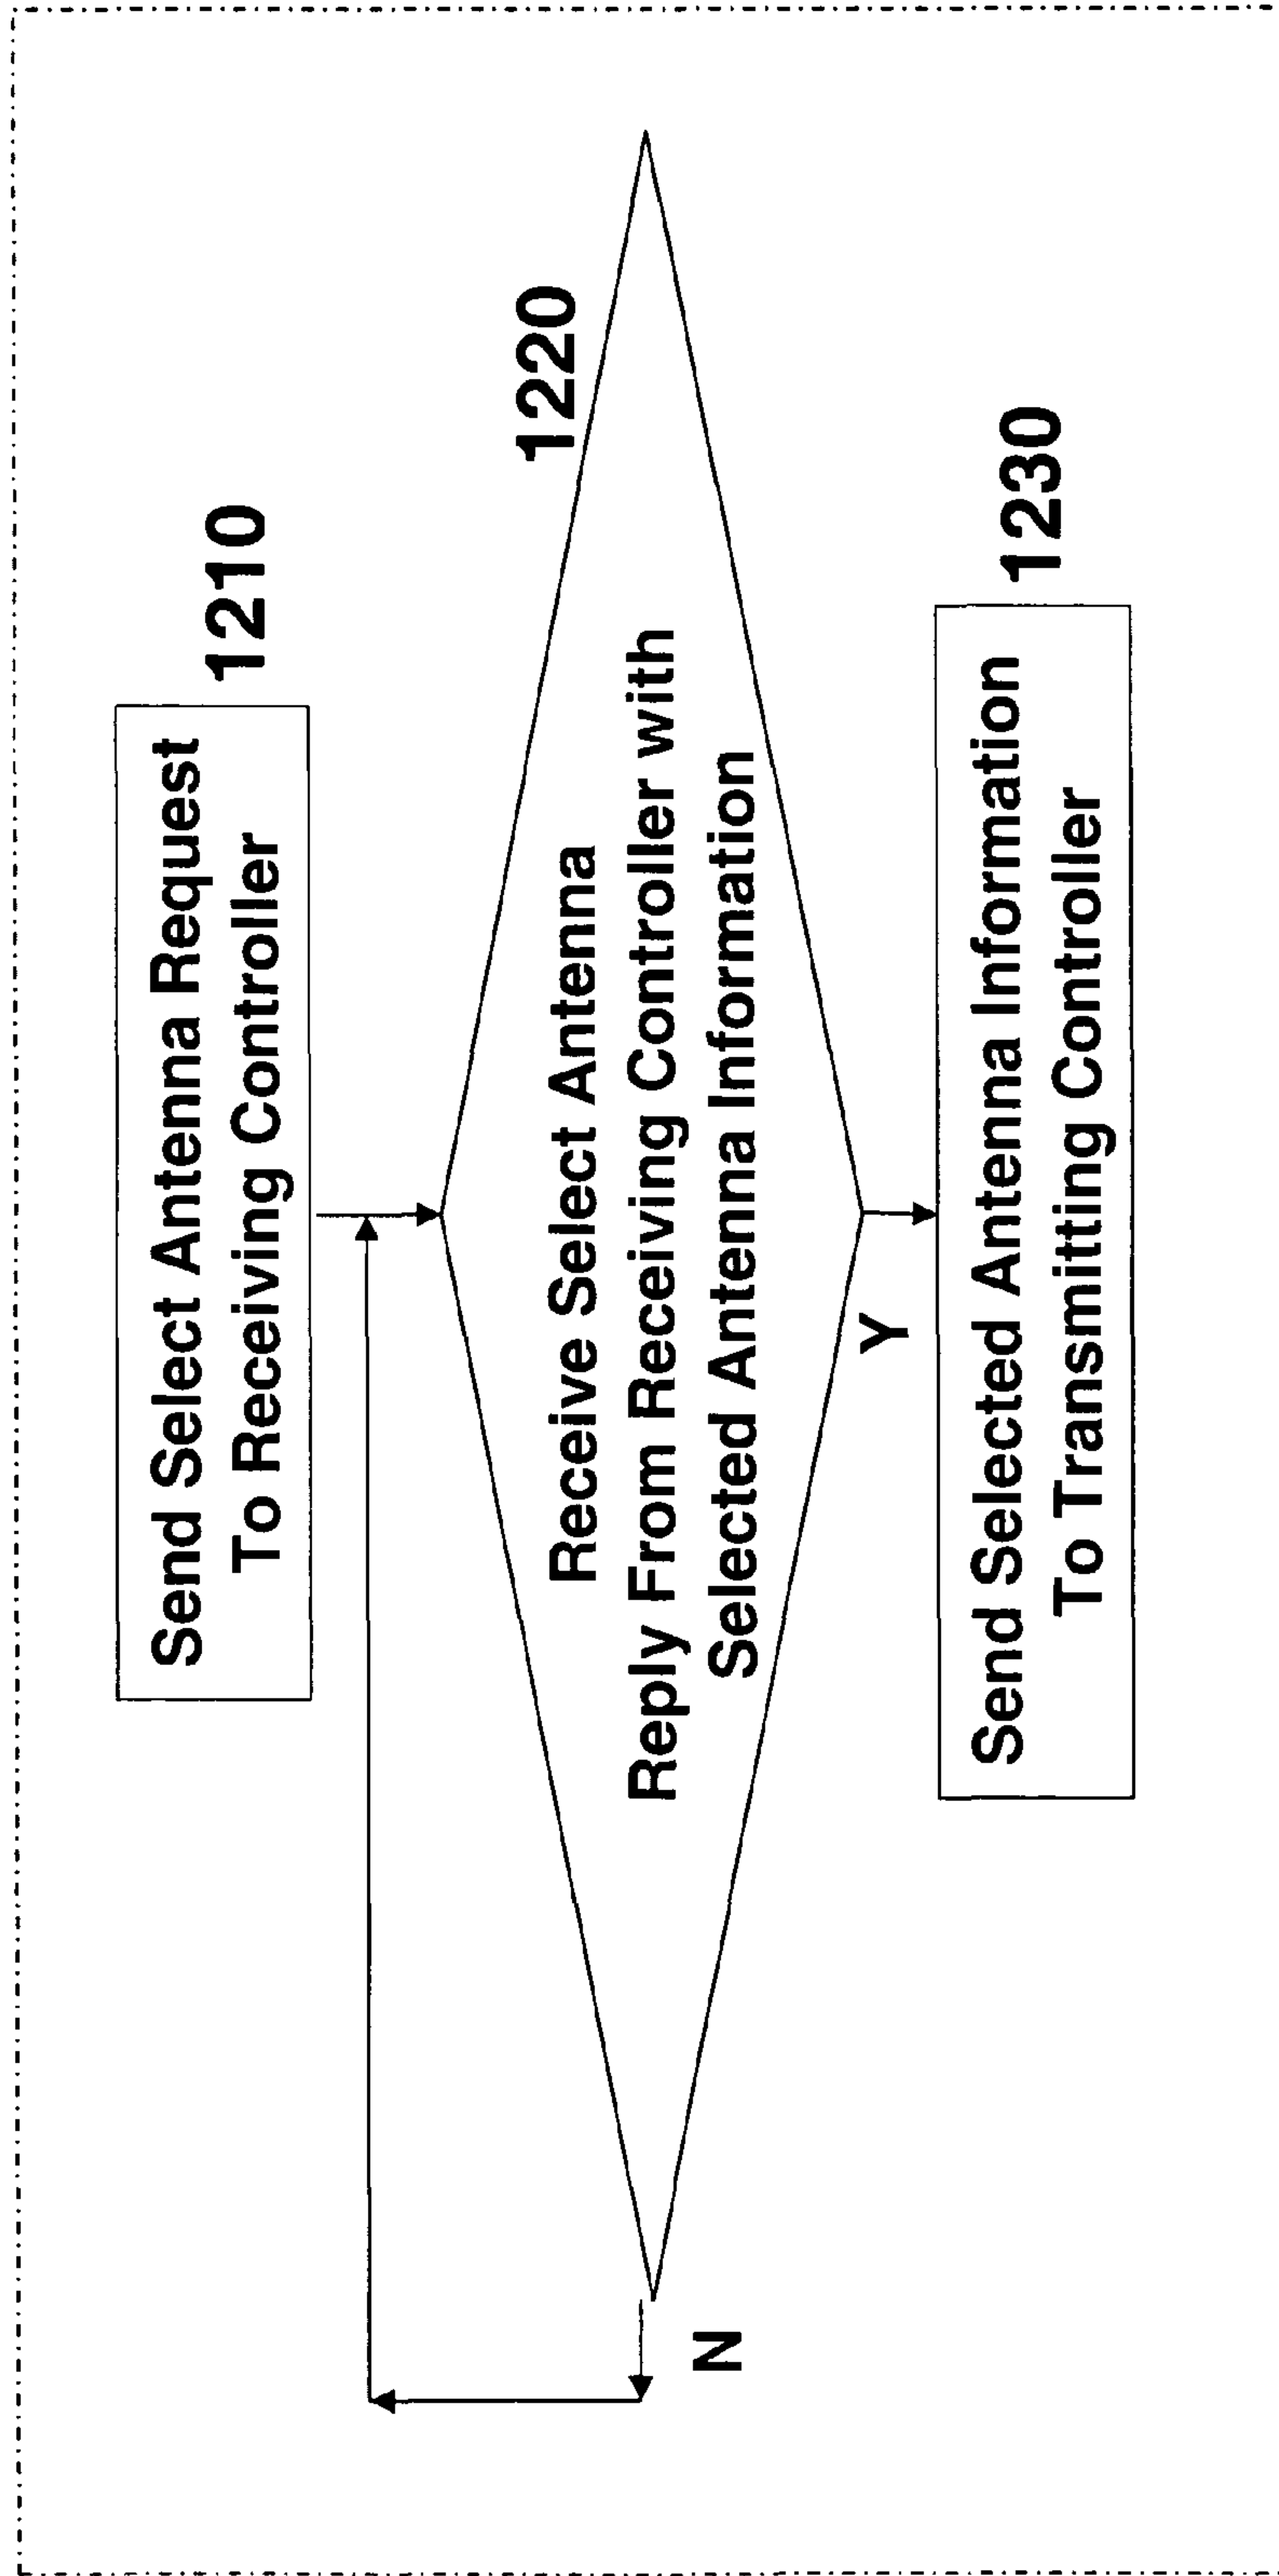 Send Select Antenna Request
To Receiving Controller
1210
1220
Receive Select Antenna
Reply From Receiving Controller with
Selected Antenna Information
N
Y
Send Selected Antenna Information
To Transmitting Controller
1230